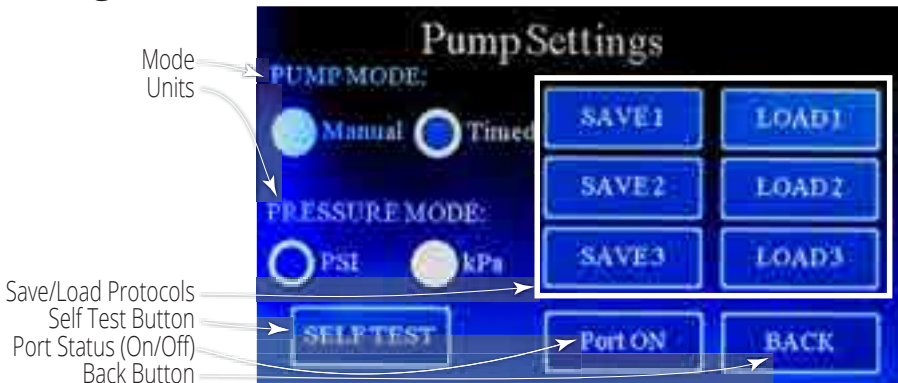 Pump Settings
Mode
Units
PUMP MODE:
Manual Timed
SAVE1 LOAD1
SAVE2 LOAD2
PRESSURE MODE:
PSI kPa
SAVE3 LOAD3
Save/Load Protocols
Self Test Button
Port Status (On/Off)
Back Button
SELF TEST Port ON BACK